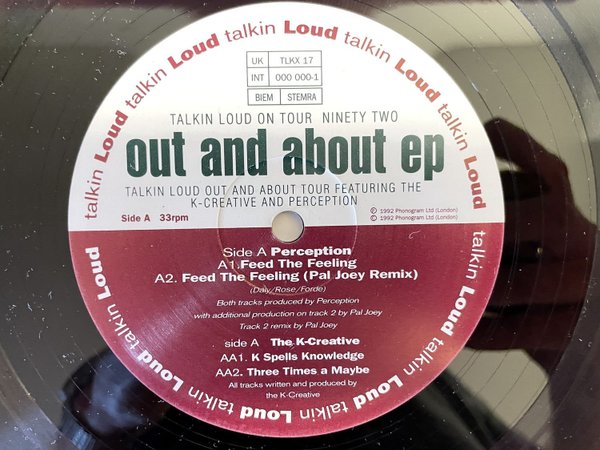 talkin Loud talkin Loud talkin Loud talkin Loud talkin Loud talkin Loud talkin Loud talkin Loud
UK TLKX 17
INT 000 000-1
BIEM STEMRA
TALKIN LOUD ON TOUR NINETY TWO
out and about ep
TALKIN LOUD OUT AND ABOUT TOUR FEATURING THE
K-CREATIVE AND PERCEPTION
Side A 33rpm
℗ 1992 Phonogram Ltd (London)
© 1992 Phonogram Ltd (London)
Side A Perception
A1. Feed The Feeling
A2. Feed The Feeling (Pal Joey Remix)
(Daly/Rose/Forde)
Both tracks produced by Perception
with additional production on track 2 by Pal Joey
Track 2 remix by Pal Joey
side A The K-Creative
AA1. K Spells Knowledge
AA2. Three Times a Maybe
All tracks written and produced by
the K-Creative